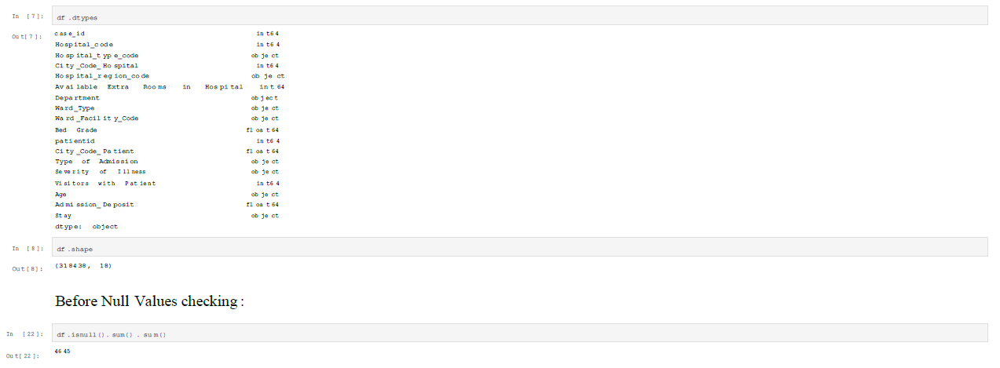 In [7]: df.dtypes
Out[7]:
case_id int64
Hospital_code int64
Hospital_type_code object
City_Code_Hospital int64
Hospital_region_code object
Available Extra Rooms in Hospital int64
Department object
Ward_Type object
Ward_Facility_Code object
Bed Grade float64
patientid int64
City_Code_Patient float64
Type of Admission object
Severity of Illness object
Visitors with Patient int64
Age object
Admission_Deposit float64
Stay object
dtype: object
In [8]: df.shape
Out[8]: (318438, 18)
Before Null Values checking:
In [22]: df.isnull().sum().sum()
Out[22]: 4645